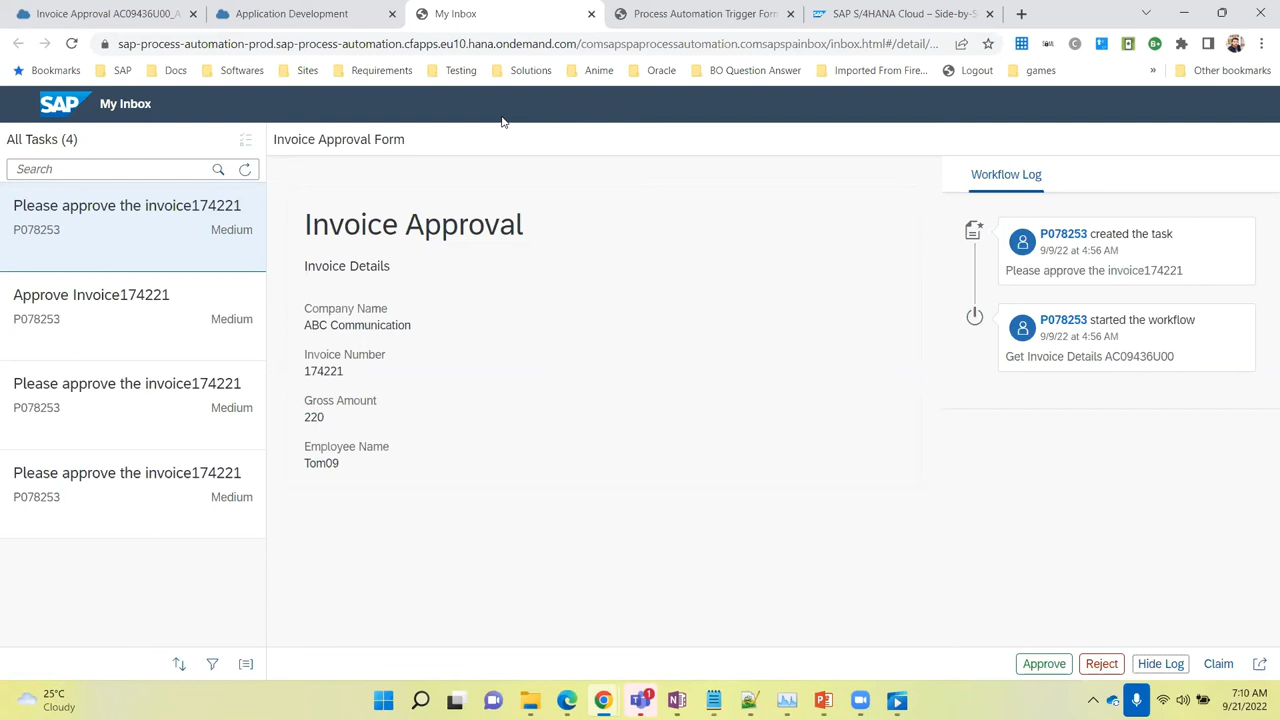 Invoice Approval AC09436U00_A
Application Development
My Inbox
Process Automation Trigger Form
SAP S/4HANA Cloud – Side-by-S
sap-process-automation-prod.sap-process-automation.cfapps.eu10.hana.ondemand.com/comsapspaprocessautomation.comsapspainbox/inbox.html#/detail/...
Bookmarks
SAP
Docs
Softwares
Sites
Requirements
Testing
Solutions
Anime
Oracle
BO Question Answer
Imported From Fire...
Logout
games
»
Other bookmarks
SAP
My Inbox
All Tasks (4)
Search
Please approve the invoice174221
P078253 Medium
Approve Invoice174221
P078253 Medium
Please approve the invoice174221
P078253 Medium
Please approve the invoice174221
P078253 Medium
Invoice Approval Form
Invoice Approval
Invoice Details
Company Name
ABC Communication
Invoice Number
174221
Gross Amount
220
Employee Name
Tom09
Workflow Log
P078253 created the task
9/9/22 at 4:56 AM
Please approve the invoice174221
P078253 started the workflow
9/9/22 at 4:56 AM
Get Invoice Details AC09436U00
Approve
Reject
Hide Log
Claim
25°C
Cloudy
1
7:10 AM
9/21/2022